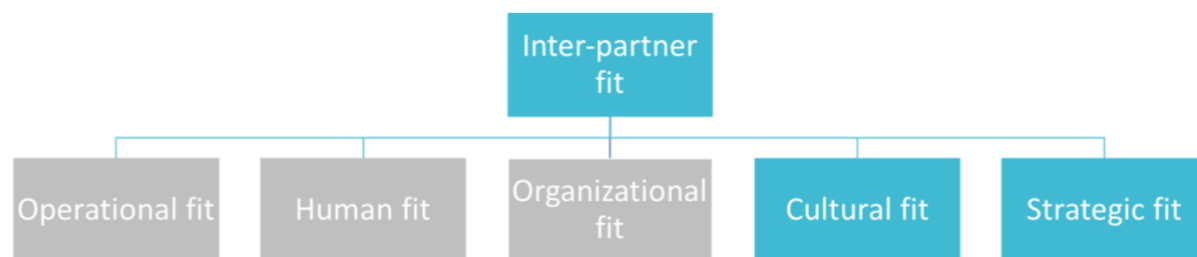 Inter-partner
fit
Operational fit
Human fit
Organizational
fit
Cultural fit
Strategic fit